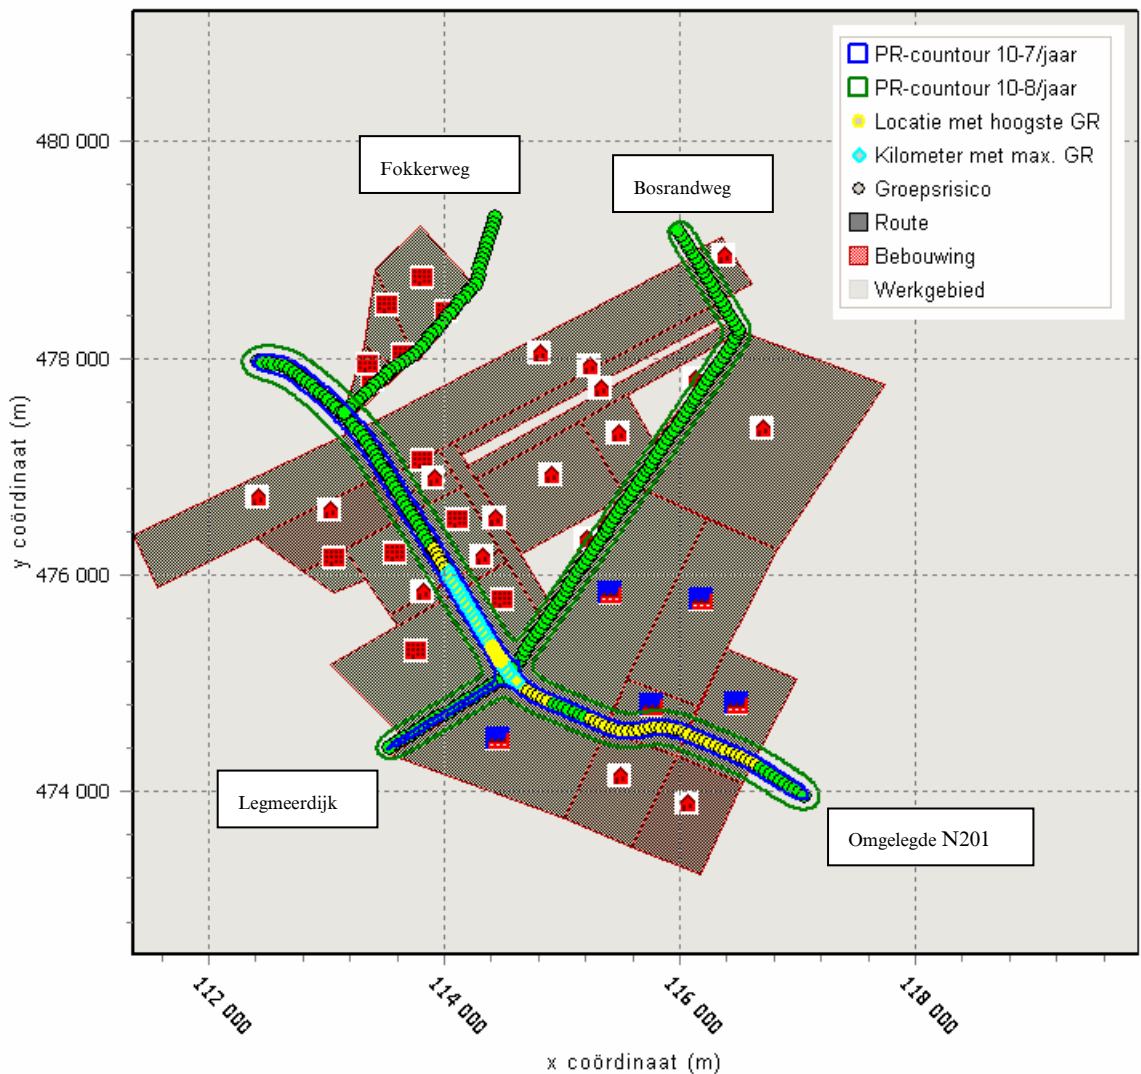 PR-countour 10-7/jaar
PR-countour 10-8/jaar
Locatie met hoogste GR
Kilometer met max. GR
Groepsrisico
Route
Bebouwing
Werkgebied
Fokkerweg
Bosrandweg
Legmeerdijk
Omgelegde N201
y coördinaat (m)
480 000
478 000
476 000
474 000
112 000
114 000
116 000
118 000
x coördinaat (m)